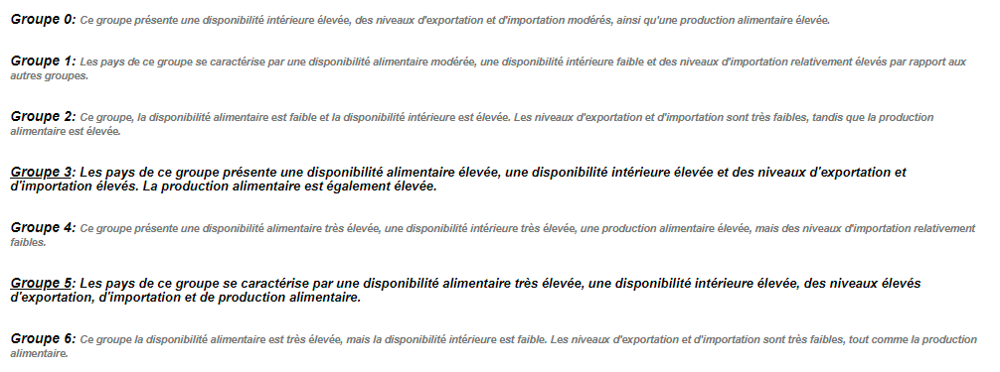 Groupe 0: Ce groupe présente une disponibilité intérieure élevée, des niveaux d'exportation et d'importation modérés, ainsi qu'une production alimentaire élevée.
Groupe 1: Les pays de ce groupe se caractérise par une disponibilité alimentaire modérée, une disponibilité intérieure faible et des niveaux d'importation relativement élevés par rapport aux
autres groupes.
Groupe 2: Ce groupe, la disponibilité alimentaire est faible et la disponibilité intérieure est élevée. Les niveaux d'exportation et d'importation sont très faibles, tandis que la production
alimentaire est élevée.
Groupe 3: Les pays de ce groupe présente une disponibilité alimentaire élevée, une disponibilité intérieure élevée et des niveaux d'exportation et
d'importation élevés. La production alimentaire est également élevée.
Groupe 4: Ce groupe présente une disponibilité alimentaire très élevée, une disponibilité intérieure très élevée, une production alimentaire élevée, mais des niveaux d'importation relativement
faibles.
Groupe 5: Les pays de ce groupe se caractérise par une disponibilité alimentaire très élevée, une disponibilité intérieure élevée, des niveaux élevés
d'exportation, d'importation et de production alimentaire.
Groupe 6: Ce groupe la disponibilité alimentaire est très élevée, mais la disponibilité intérieure est faible. Les niveaux d'exportation et d'importation sont très faibles, tout comme la production
alimentaire.